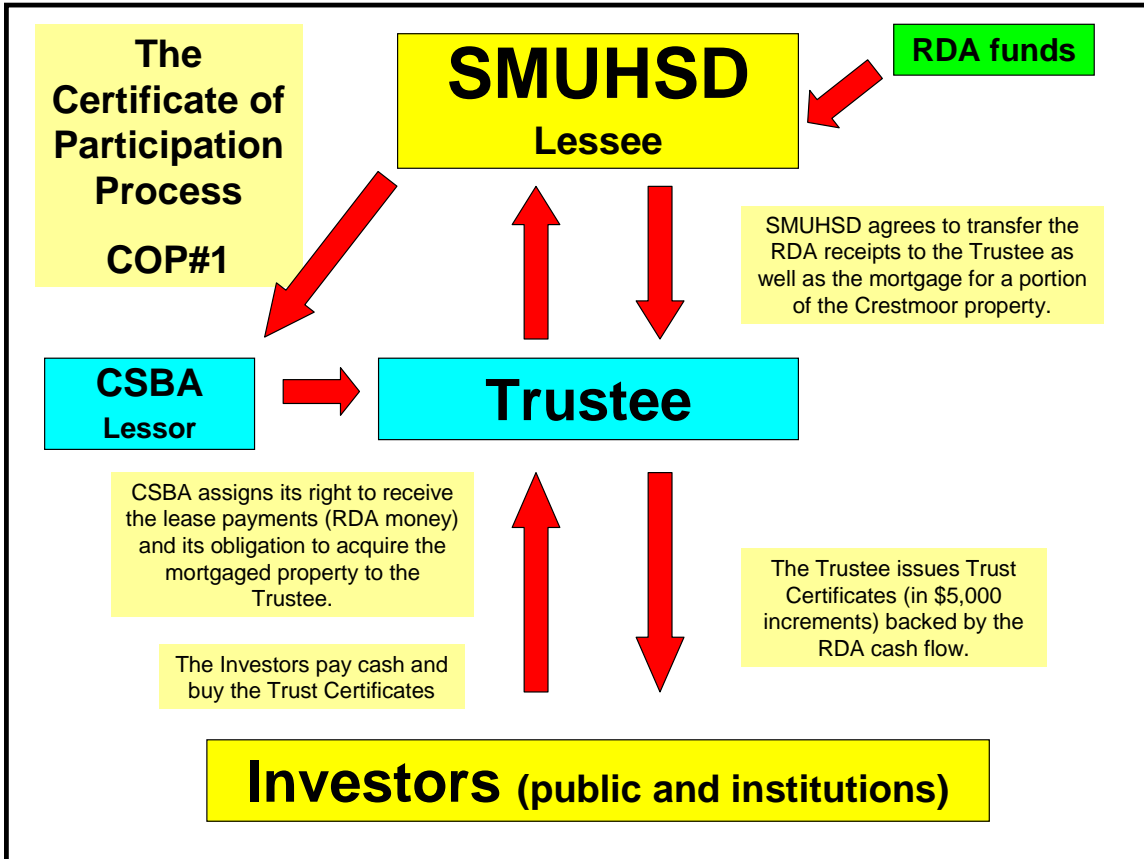 The
Certificate of
Participation
Process
COP#1
SMUHSD
Lessee
RDA funds
SMUHSD agrees to transfer the
RDA receipts to the Trustee as
well as the mortgage for a portion
of the Crestmoor property.
CSBA
Lessor
Trustee
CSBA assigns its right to receive
the lease payments (RDA money)
and its obligation to acquire the
mortgaged property to the
Trustee.
The Investors pay cash and
buy the Trust Certificates
The Trustee issues Trust
Certificates (in $5,000
increments) backed by the
RDA cash flow.
Investors (public and institutions)